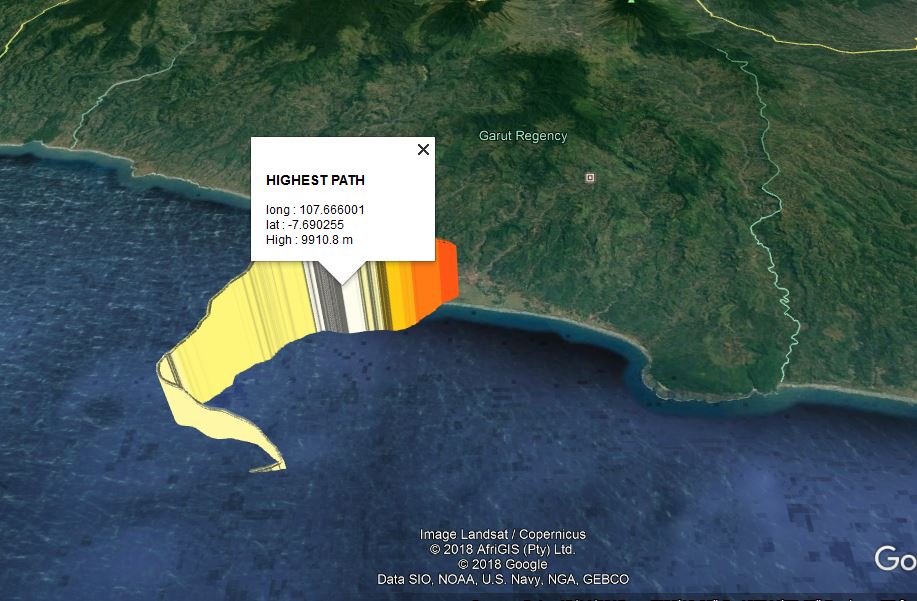 Garut Regency
HIGHEST PATH
long : 107.666001
lat : -7.690255
High : 9910.8 m
Image Landsat / Copernicus
© 2018 AfriGIS (Pty) Ltd.
© 2018 Google
Data SIO, NOAA, U.S. Navy, NGA, GEBCO
Go